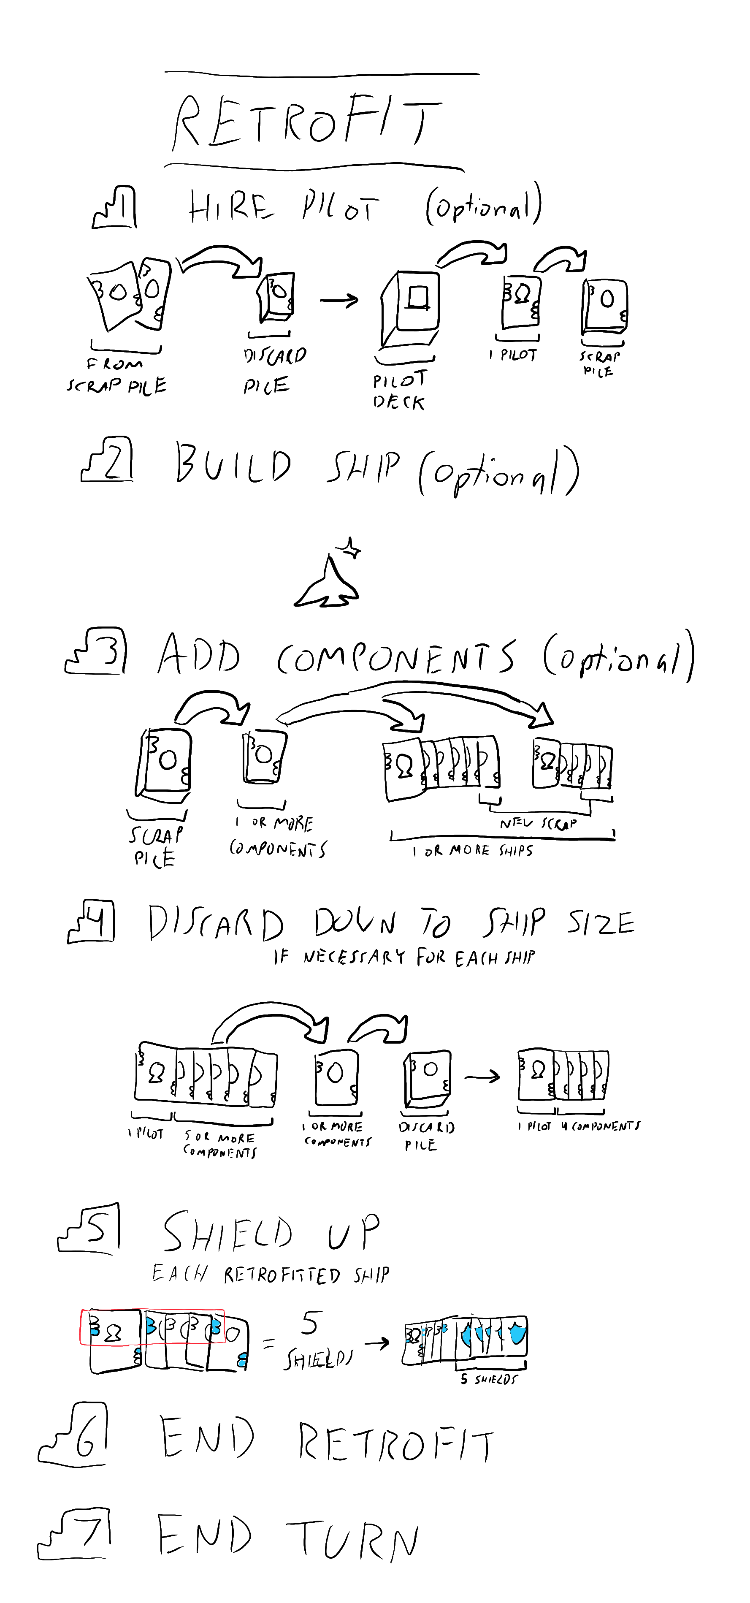 RETROFIT
1 HIRE PILOT (optional)
FROM SCRAP PILE
DISCARD PILE
PILOT DECK
1 PILOT
SCRAP PILE
2 BUILD SHIP (optional)
3 ADD COMPONENTS (optional)
SCRAP PILE
1 OR MORE COMPONENTS
NEW SCRAP
1 OR MORE SHIPS
4 DISCARD DOWN TO SHIP SIZE
IF NECESSARY FOR EACH SHIP
1 PILOT
5 OR MORE COMPONENTS
1 OR MORE COMPONENTS
DISCARD PILE
1 PILOT 4 COMPONENTS
5 SHIELD UP
EACH RETROFITTED SHIP
= 5 SHIELDS
5 SHIELDS
6 END RETROFIT
7 END TURN